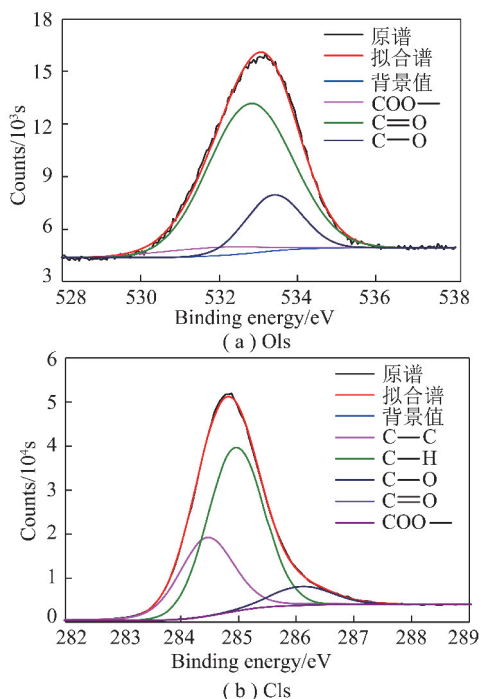 18
15
12
9
6
3
Counts/10³s
原谱
拟合谱
背景值
COO—
C═O
C—O
528 530 532 534 536 538
Binding energy/eV
( a ) Ols
6
5
4
3
2
1
0
Counts/10⁴s
原谱
拟合谱
背景值
C—C
C—H
C—O
C═O
COO—
282 283 284 285 286 287 288 289
Binding energy/eV
( b ) Cls